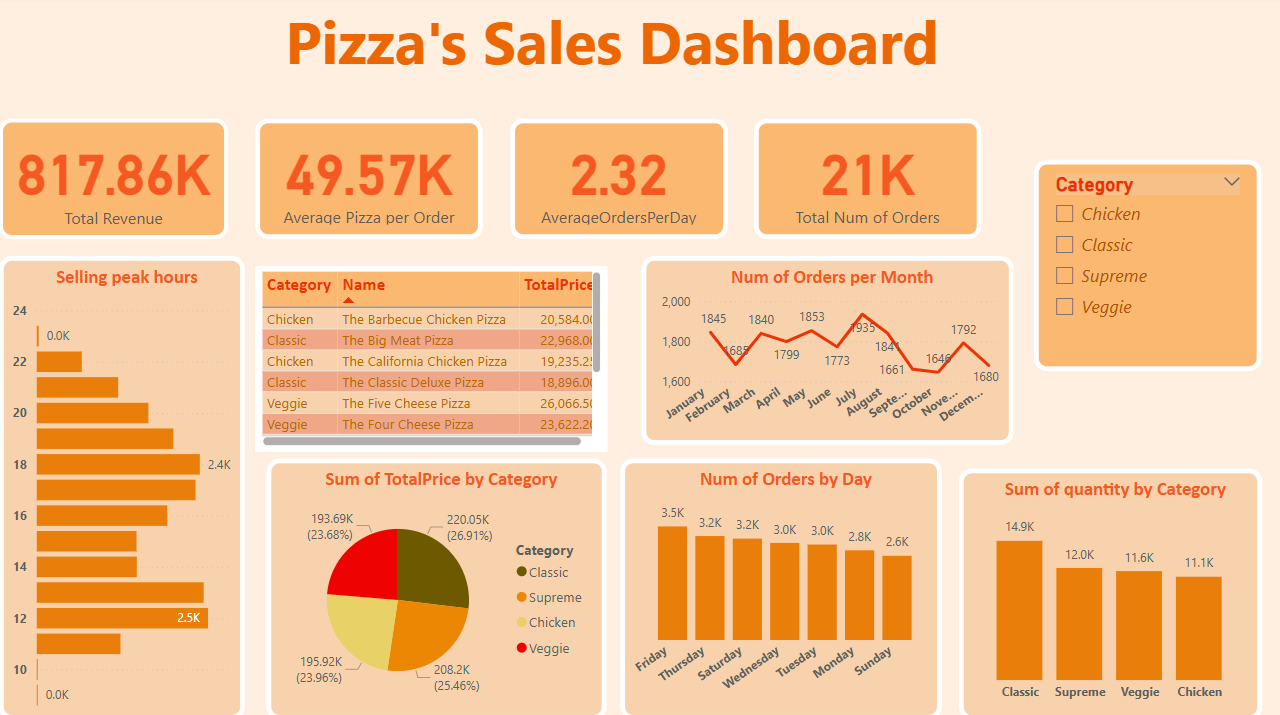 Pizza's Sales Dashboard
817.86K
Total Revenue
49.57K
Average Pizza per Order
2.32
AverageOrdersPerDay
21K
Total Num of Orders
Category
Chicken
Classic
Supreme
Veggie
Selling peak hours
24
0.0K
22
20
18
2.4K
16
14
12
2.5K
10
0.0K
Category Name TotalPrice
Chicken The Barbecue Chicken Pizza 20,584.00
Classic The Big Meat Pizza 22,968.00
Chicken The California Chicken Pizza 19,235.25
Classic The Classic Deluxe Pizza 18,896.00
Veggie The Five Cheese Pizza 26,066.50
Veggie The Four Cheese Pizza 23,622.20
Num of Orders per Month
2,000
1,800
1,600
1845
1685
1840
1799
1853
1773
1935
1841
1661
1646
1792
1680
January
February
March
April
May
June
July
August
Septe...
October
Nove...
Decem...
Sum of TotalPrice by Category
193.69K
(23.68%)
220.05K
(26.91%)
195.92K
(23.96%)
208.2K
(25.46%)
Category
Classic
Supreme
Chicken
Veggie
Num of Orders by Day
3.5K
3.2K
3.2K
3.0K
3.0K
2.8K
2.6K
Friday
Thursday
Saturday
Wednesday
Tuesday
Monday
Sunday
Sum of quantity by Category
14.9K
12.0K
11.6K
11.1K
Classic
Supreme
Veggie
Chicken